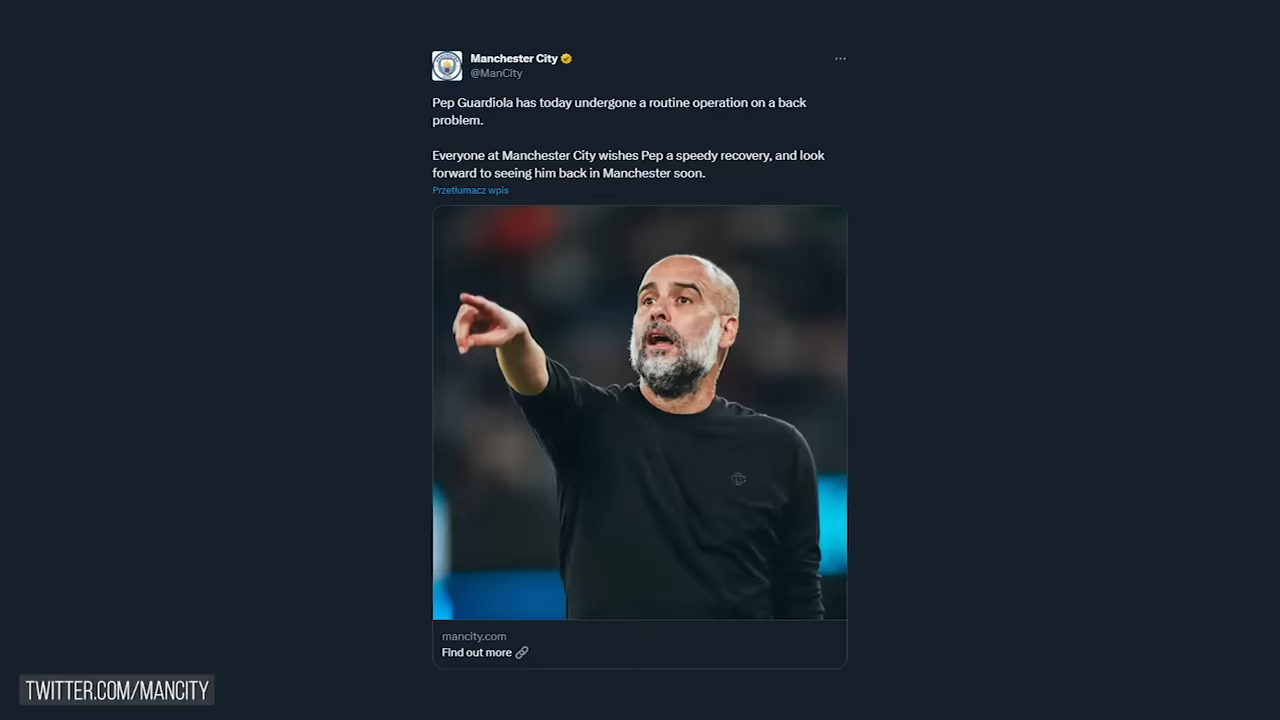 Manchester City
@ManCity
Pep Guardiola has today undergone a routine operation on a back
problem.
Everyone at Manchester City wishes Pep a speedy recovery, and look
forward to seeing him back in Manchester soon.
Przetłumacz wpis
mancity.com
Find out more 🔗
TWITTER.COM/MANCITY